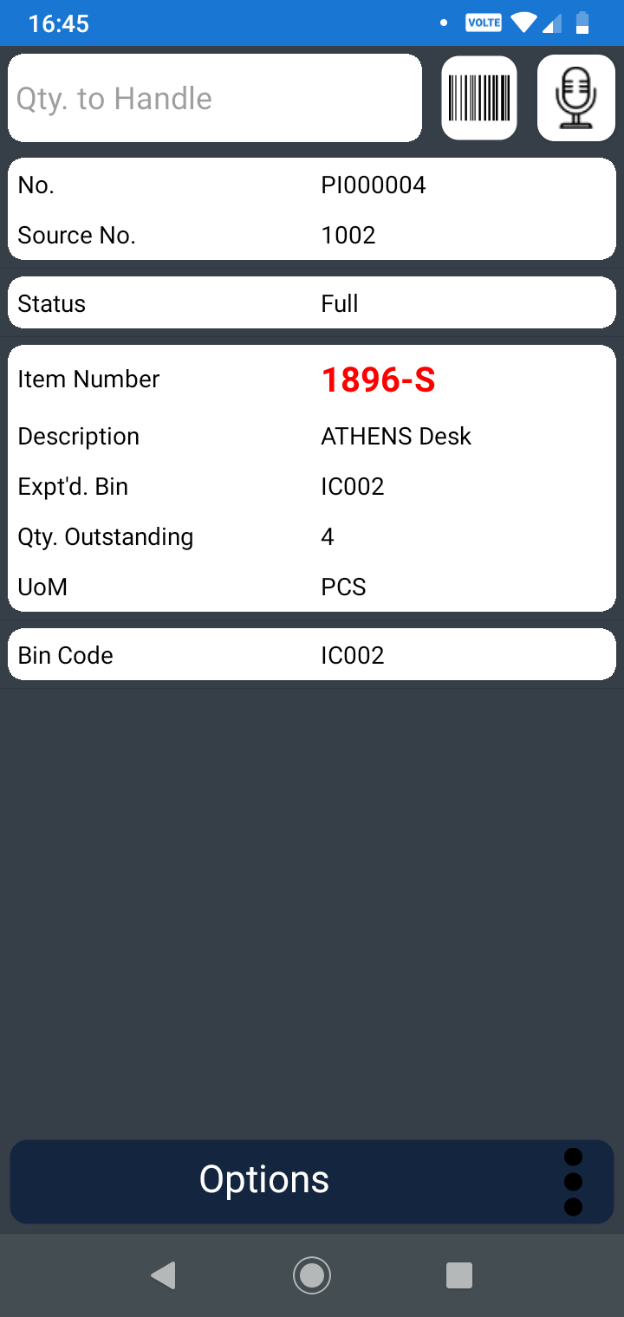 16:45 VOLTE
Qty. to Handle
No. PI000004
Source No. 1002
Status Full
Item Number 1896-S
Description ATHENS Desk
Expt'd. Bin IC002
Qty. Outstanding 4
UoM PCS
Bin Code IC002
Options